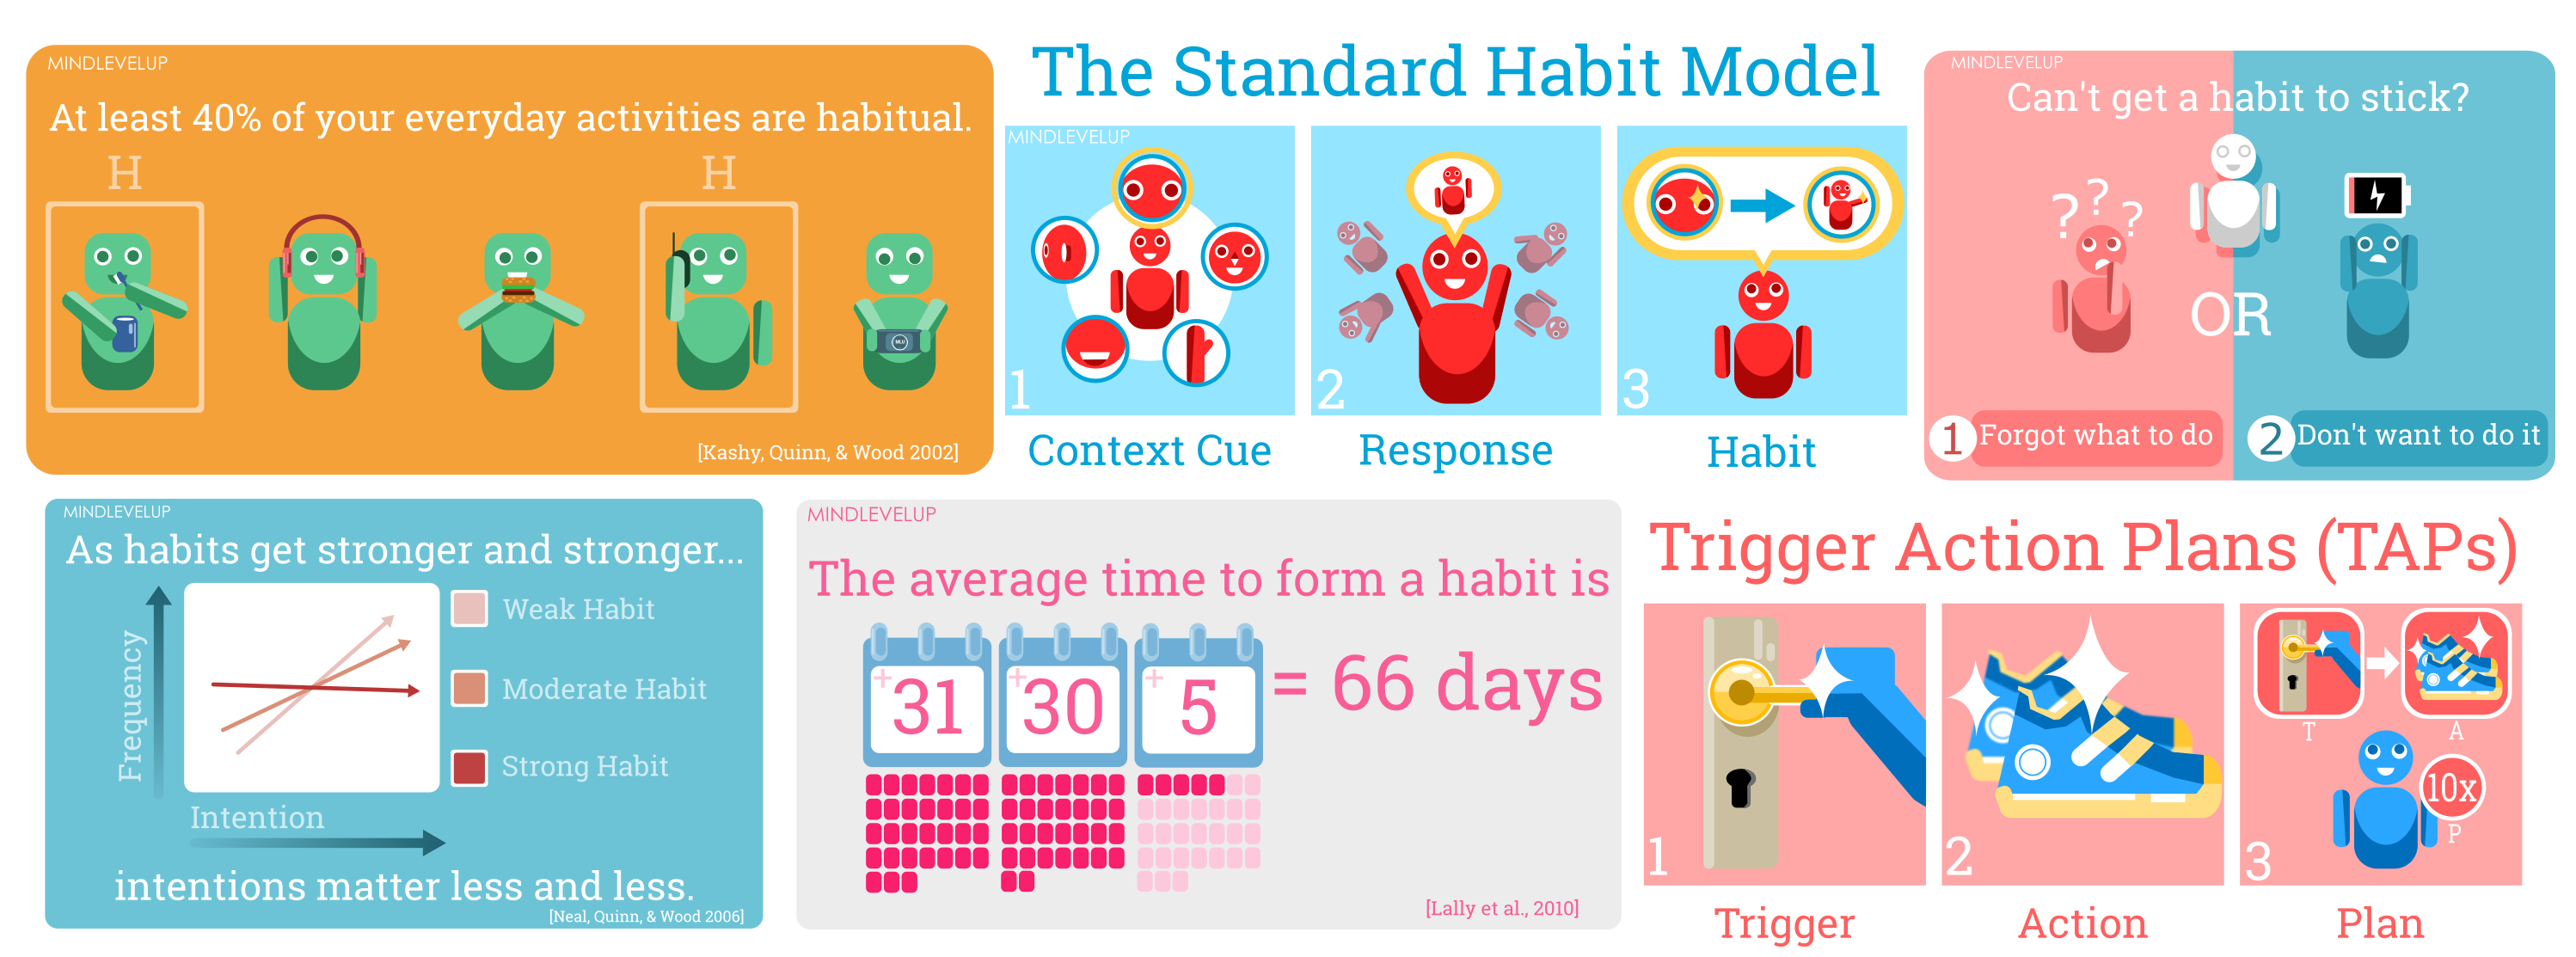 MINDLEVELUP
At least 40% of your everyday activities are habitual.
H
H
MLU
[Kashy, Quinn, & Wood 2002]
The Standard Habit Model
MINDLEVELUP
1
2
3
Context Cue
Response
Habit
MINDLEVELUP
Can't get a habit to stick?
? ? ?
OR
1 Forgot what to do
2 Don't want to do it
MINDLEVELUP
As habits get stronger and stronger...
Frequency
Weak Habit
Moderate Habit
Strong Habit
Intention
intentions matter less and less.
[Neal, Quinn, & Wood 2006]
MINDLEVELUP
The average time to form a habit is
+31 +30 +5 = 66 days
[Lally et al., 2010]
Trigger Action Plans (TAPs)
T
A
10x
P
1
2
3
Trigger
Action
Plan